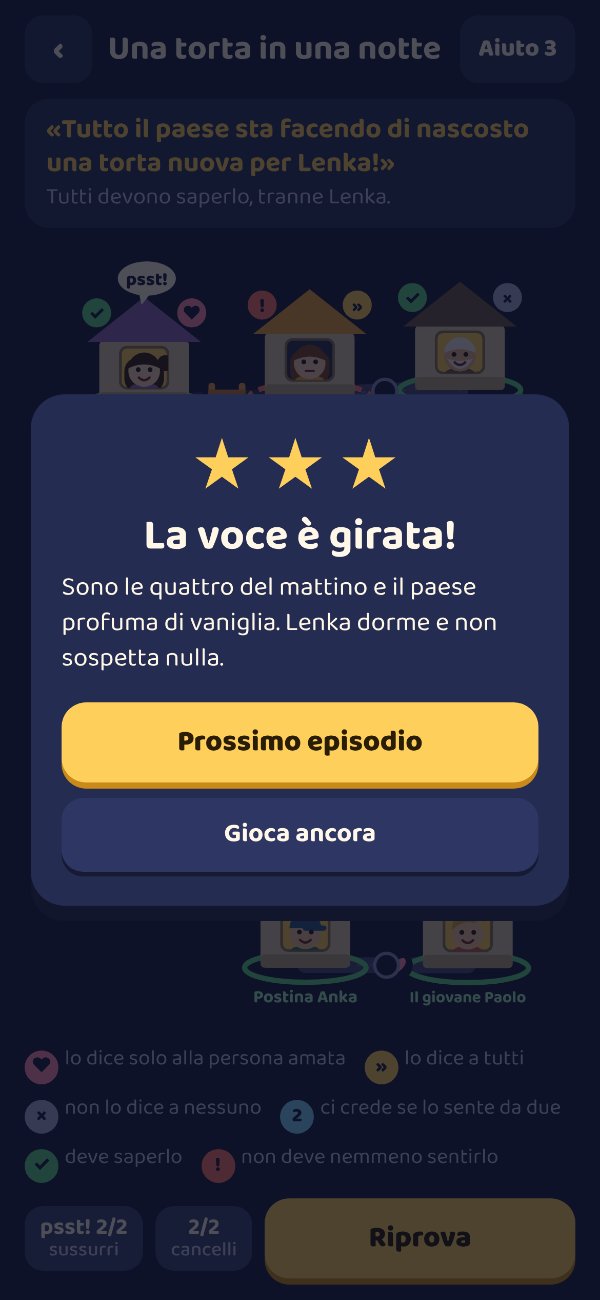 ‹
Una torta in una notte
Aiuto 3
«Tutto il paese sta facendo di nascosto
una torta nuova per Lenka!»
Tutti devono saperlo, tranne Lenka.
psst!
!
»
×
La voce è girata!
Sono le quattro del mattino e il paese
profuma di vaniglia. Lenka dorme e non
sospetta nulla.
Prossimo episodio
Gioca ancora
Postina Anka
Il giovane Paolo
lo dice solo alla persona amata
» lo dice a tutti
× non lo dice a nessuno
2 ci crede se lo sente da due
deve saperlo
! non deve nemmeno sentirlo
psst! 2/2
sussurri
2/2
cancelli
Riprova